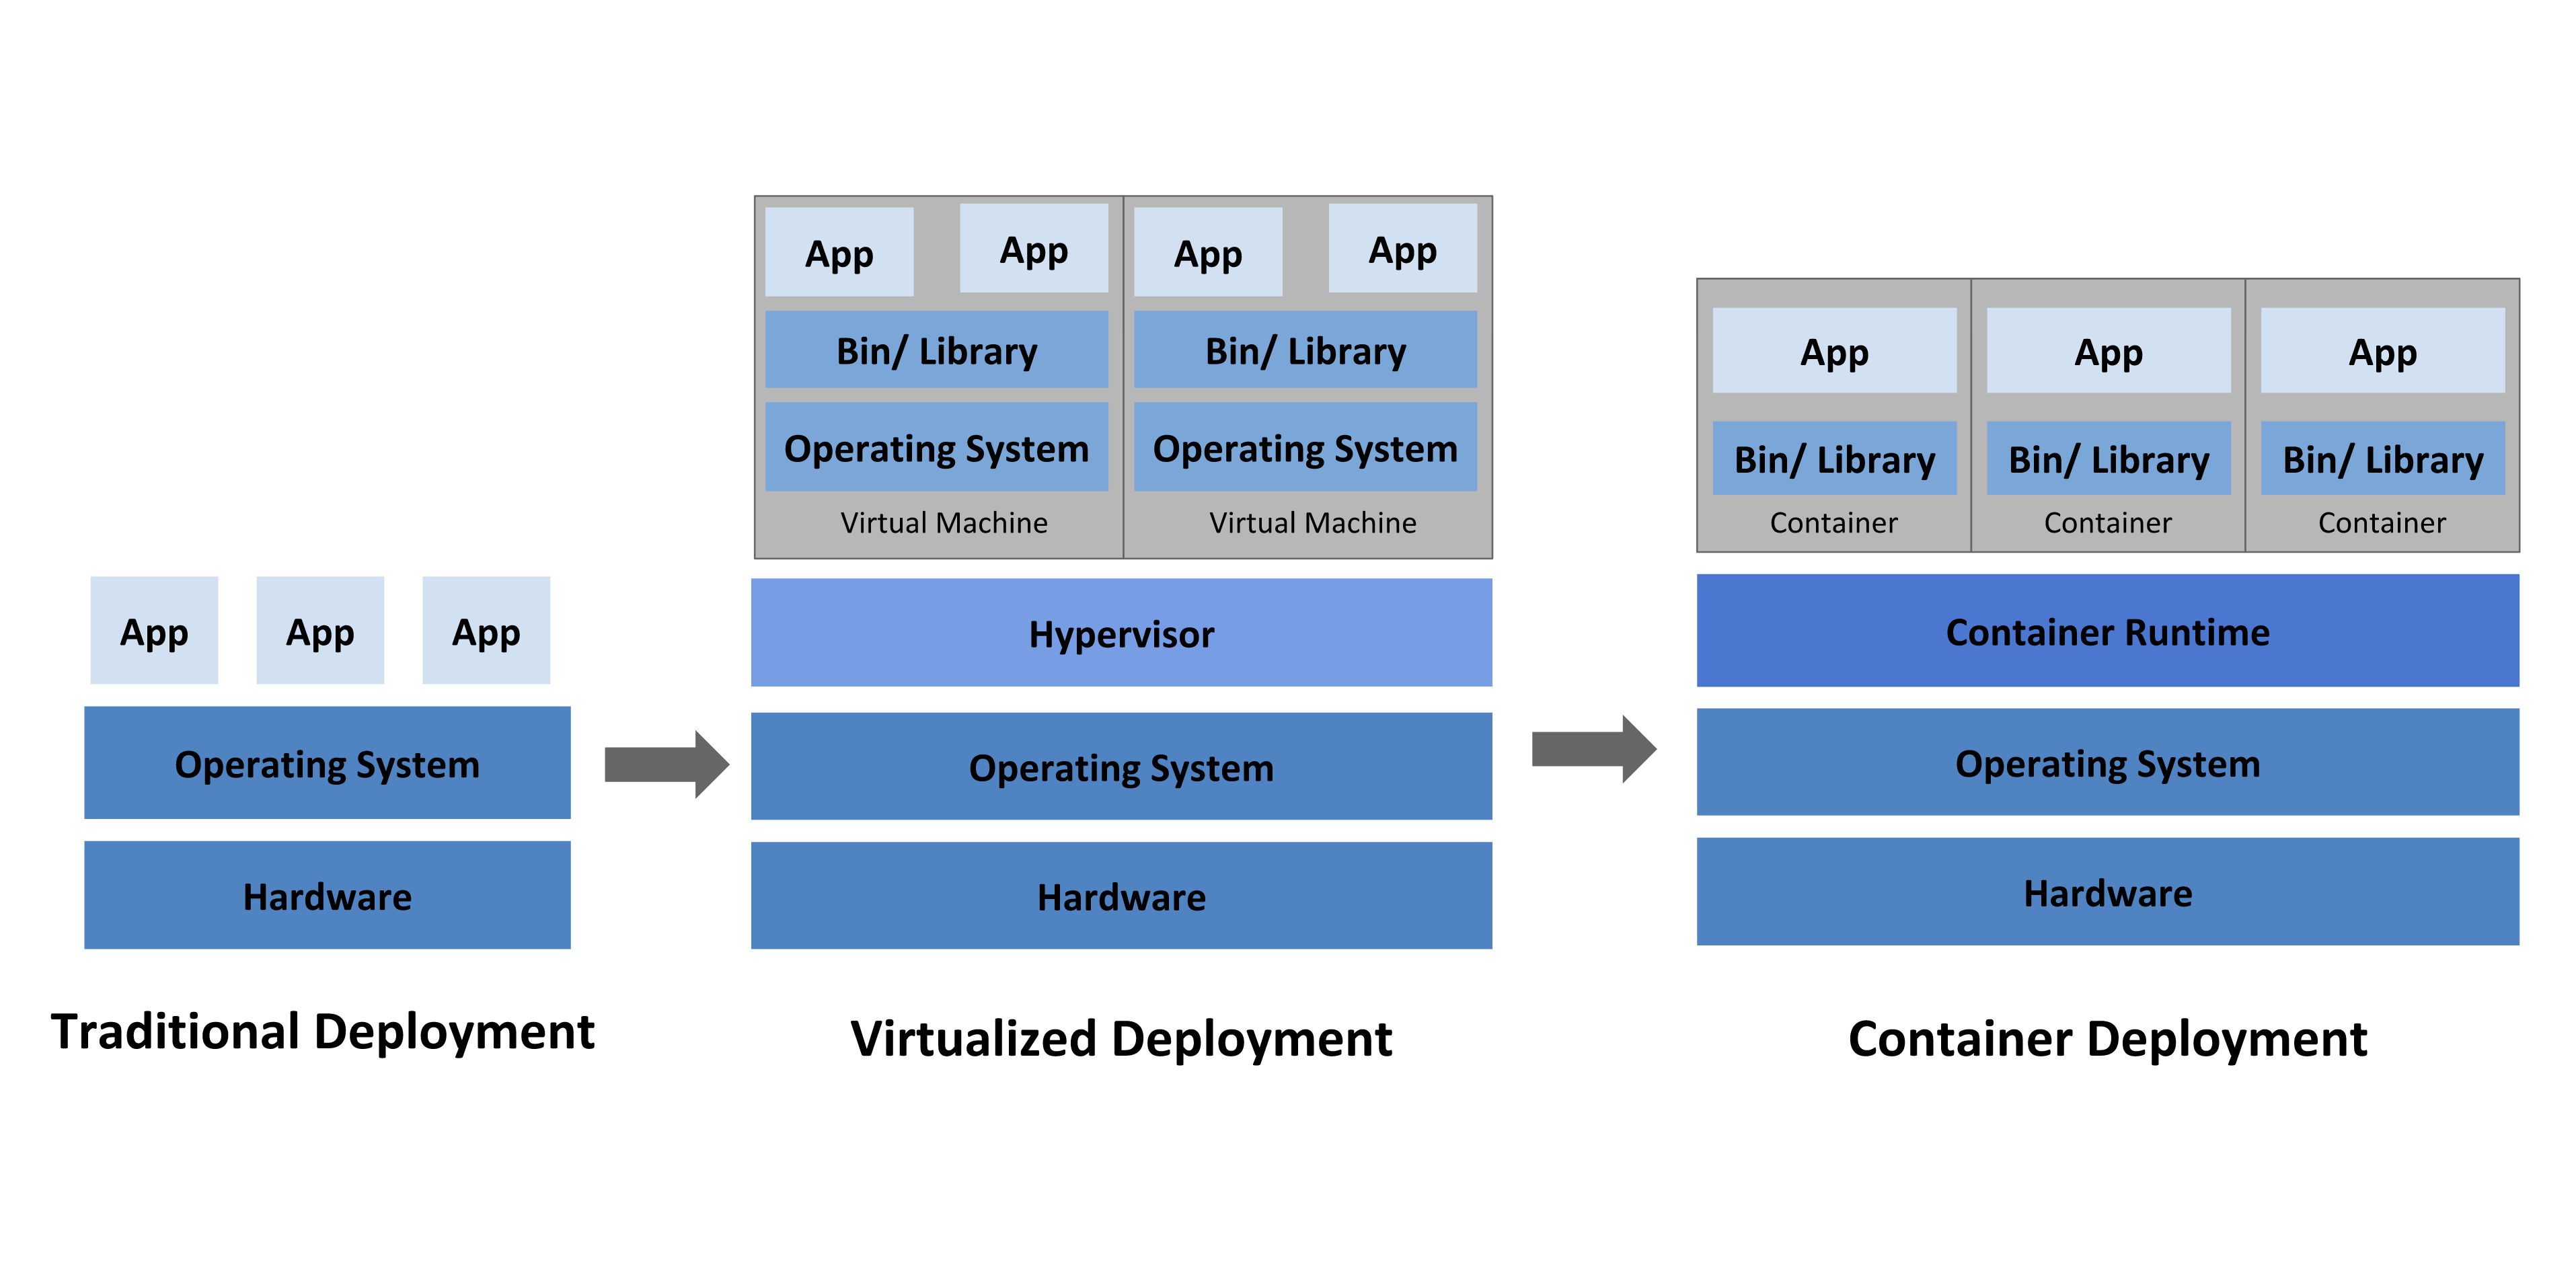 App
App
App
Operating System
Hardware
Traditional Deployment
App
App
Bin/ Library
Operating System
Virtual Machine
App
App
Bin/ Library
Operating System
Virtual Machine
Hypervisor
Operating System
Hardware
Virtualized Deployment
App
Bin/ Library
Container
App
Bin/ Library
Container
App
Bin/ Library
Container
Container Runtime
Operating System
Hardware
Container Deployment